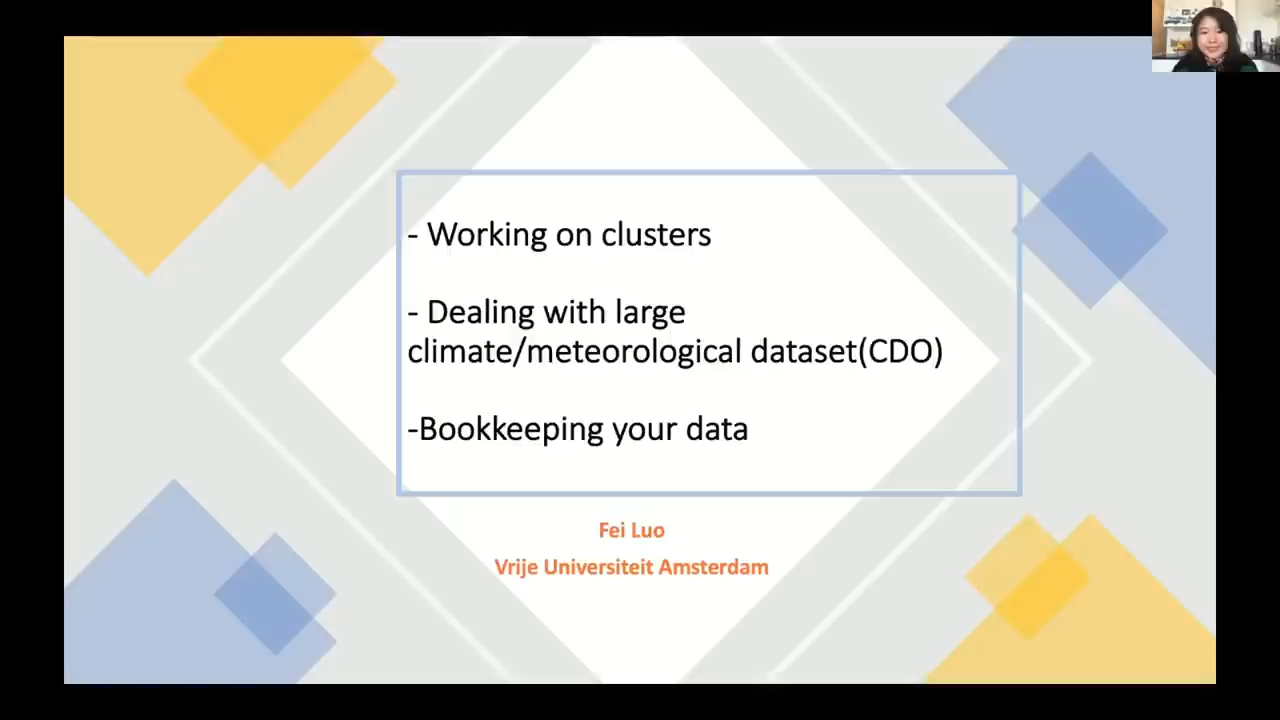 - Working on clusters
- Dealing with large
climate/meteorological dataset(CDO)
-Bookkeeping your data
Fei Luo
Vrije Universiteit Amsterdam